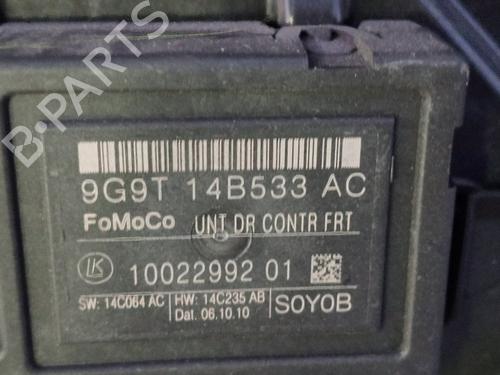 B-PARTS
9G9T 14B533 AC
FoMoCo UNT DR CONTR FRT
LK 10022992 01
SW: 14C064 AC HW: 14C235 AB S0Y0B
Dat. 06.10.10